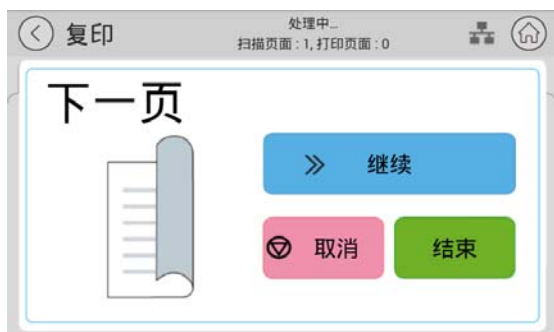 复印
处理中...
扫描页面 : 1, 打印页面 : 0
下一页
继续
取消
结束